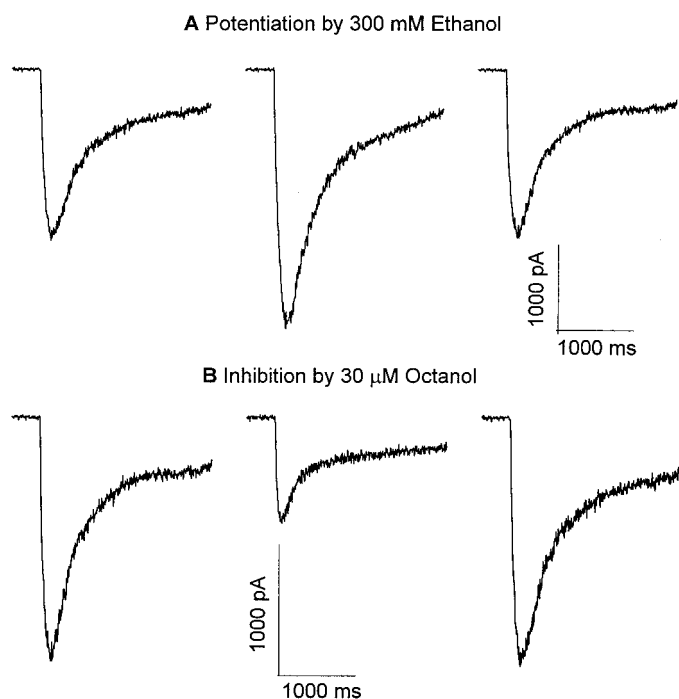 A Potentiation by 300 mM Ethanol
1000 pA
1000 ms
B Inhibition by 30 μM Octanol
1000 pA
1000 ms